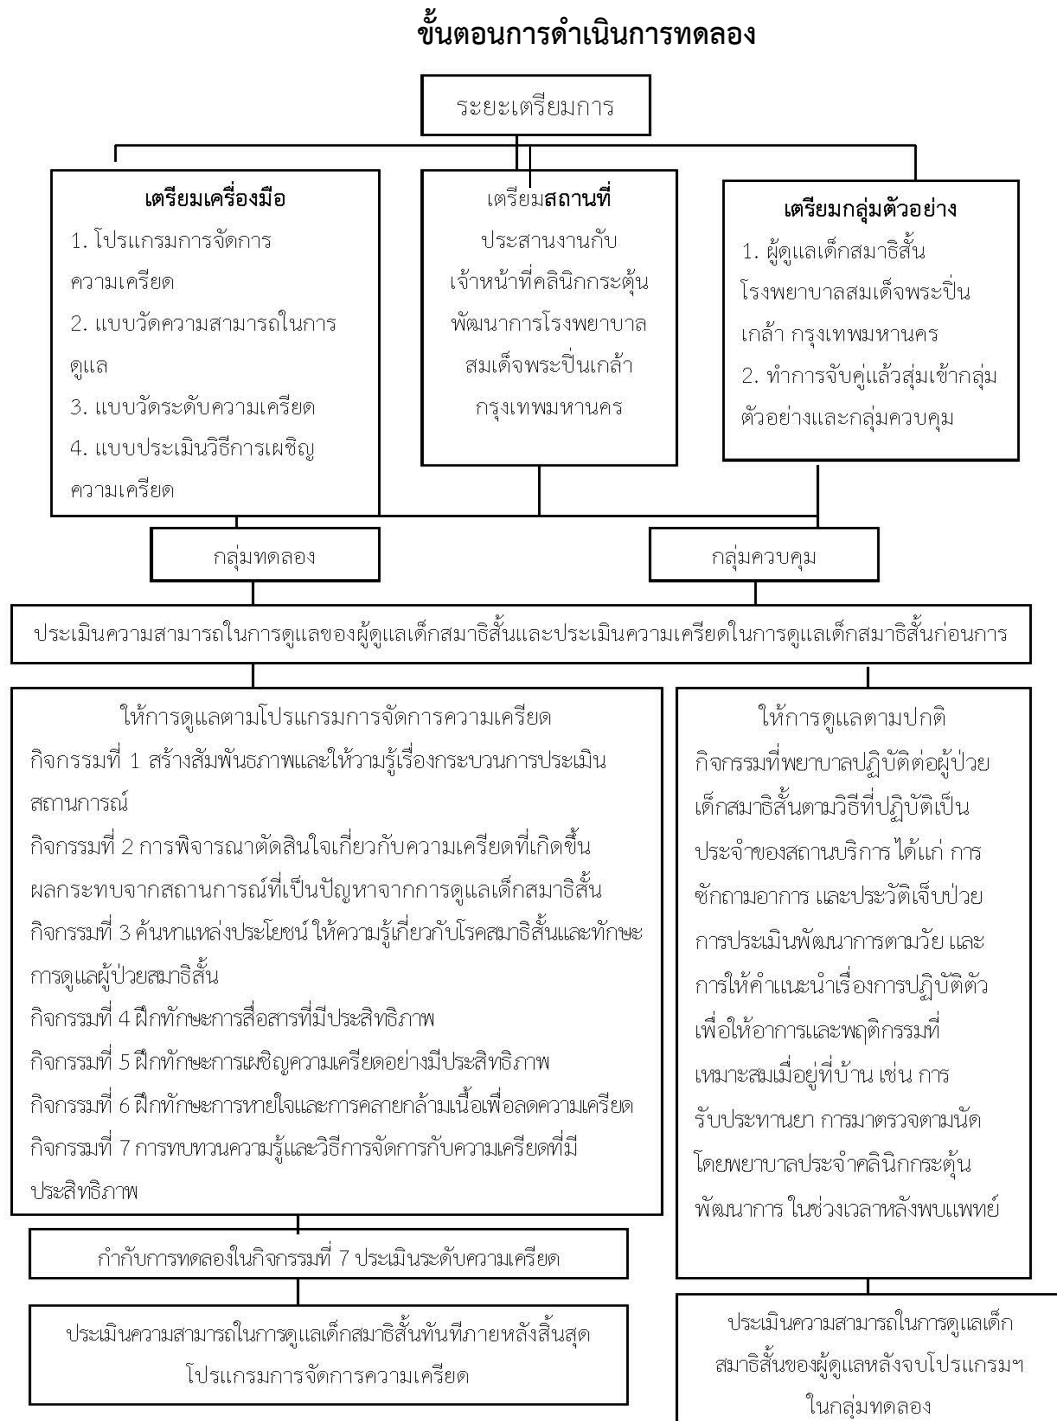 ขั้นตอนการดำเนินการทดลอง
ระยะเตรียมการ
เตรียมเครื่องมือ
1. โปรแกรมการจัดการ
ความเครียด
2. แบบวัดความสามารถในการ
ดูแล
3. แบบวัดระดับความเครียด
4. แบบประเมินวิธีการเผชิญ
ความเครียด
เตรียมสถานที่
ประสานงานกับ
เจ้าหน้าที่คลินิกกระตุ้น
พัฒนาการโรงพยาบาล
สมเด็จพระปิ่นเกล้า
กรุงเทพมหานคร
เตรียมกลุ่มตัวอย่าง
1. ผู้ดูแลเด็กสมาธิสั้น
โรงพยาบาลสมเด็จพระปิ่น
เกล้า กรุงเทพมหานคร
2. ทำการจับคู่แล้วสุ่มเข้ากลุ่ม
ตัวอย่างและกลุ่มควบคุม
กลุ่มทดลอง
กลุ่มควบคุม
ประเมินความสามารถในการดูแลของผู้ดูแลเด็กสมาธิสั้นและประเมินความเครียดในการดูแลเด็กสมาธิสั้นก่อนการ
ให้การดูแลตามโปรแกรมการจัดการความเครียด
กิจกรรมที่ 1 สร้างสัมพันธภาพและให้วามรู้เรื่องกระบวนการประเมิน
สถานการณ์
กิจกรรมที่ 2 การพิจารณาตัดสินใจเกี่ยวกับความเครียดที่เกิดขึ้น
ผลกระทบจากสถานการณ์ที่เป็นปัญหาจากการดูแลเด็กสมาธิสั้น
กิจกรรมที่ 3 ค้นหาแหล่งประโยชน์ ให้ความรู้เกี่ยวกับโรคสมาธิสั้นและทักษะ
การดูแลผู้ป่วยสมาธิสั้น
กิจกรรมที่ 4 ฝึกทักษะการสื่อสารที่มีประสิทธิภาพ
กิจกรรมที่ 5 ฝึกทักษะการเผชิญความเครียดอย่างมีประสิทธิภาพ
กิจกรรมที่ 6 ฝึกทักษะการหายใจและการคลายกล้ามเนื้อเพื่อลดความเครียด
กิจกรรมที่ 7 การทบทวนความรู้และวิธีการจัดการกับความเครียดที่มี
ประสิทธิภาพ
ให้การดูแลตามปกติ
กิจกรรมที่พยาบาลปฏิบัติต่อผู้ป่วย
เด็กสมาธิสั้นตามวิธีที่ปฏิบัติเป็น
ประจำของสถานบริการ ได้แก่ การ
ซักถามอาการ และประวัติเจ็บป่วย
การประเมินพัฒนาการตามวัย และ
การให้คำแนะนำเรื่องการปฏิบัติตัว
เพื่อให้อาการและพฤติกรรมที่
เหมาะสมเมื่ออยู่ที่บ้าน เช่น การ
รับประทานยา การมาตรวจตามนัด
โดยพยาบาลประจำคลินิกกระตุ้น
พัฒนาการ ในช่วงเวลาหลังพบแพทย์
กำกับการทดลองในกิจกรรมที่ 7 ประเมินระดับความเครียด
ประเมินความสามารถในการดูแลเด็กสมาธิสั้นทันทีภายหลังสิ้นสุด
โปรแกรมการจัดการความเครียด
ประเมินความสามารถในการดูแลเด็ก
สมาธิสั้นของผู้ดูแลหลังจบโปรแกรมฯ
ในกลุ่มทดลอง